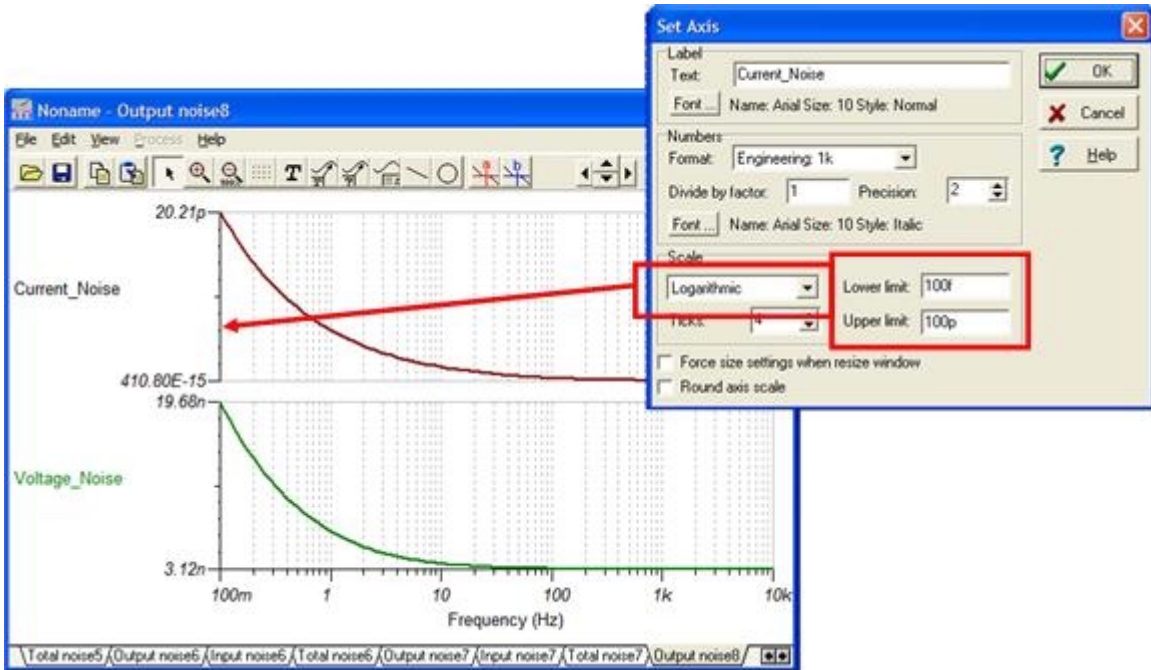 Set Axis
Label
Text: Current_Noise
Font ... Name: Arial Size: 10 Style: Normal
Numbers
Format: Engineering: 1k
Divide by factor: 1 Precision: 2
Font ... Name: Arial Size: 10 Style: Italic
Scale
Logarithmic Lower limit: 100f
Ticks: 4 Upper limit: 100p
Force size settings when resize window
Round axis scale
OK
Cancel
? Help
Noname - Output noise8
File Edit View Process Help
T a b
20.21p
Current_Noise
410.80E-15
19.68n
Voltage_Noise
3.12n
100m 1 10 100 1k 10k
Frequency (Hz)
Total noise5 Output noise6 Input noise6 Total noise6 Output noise7 Input noise7 Total noise7 Output noise8